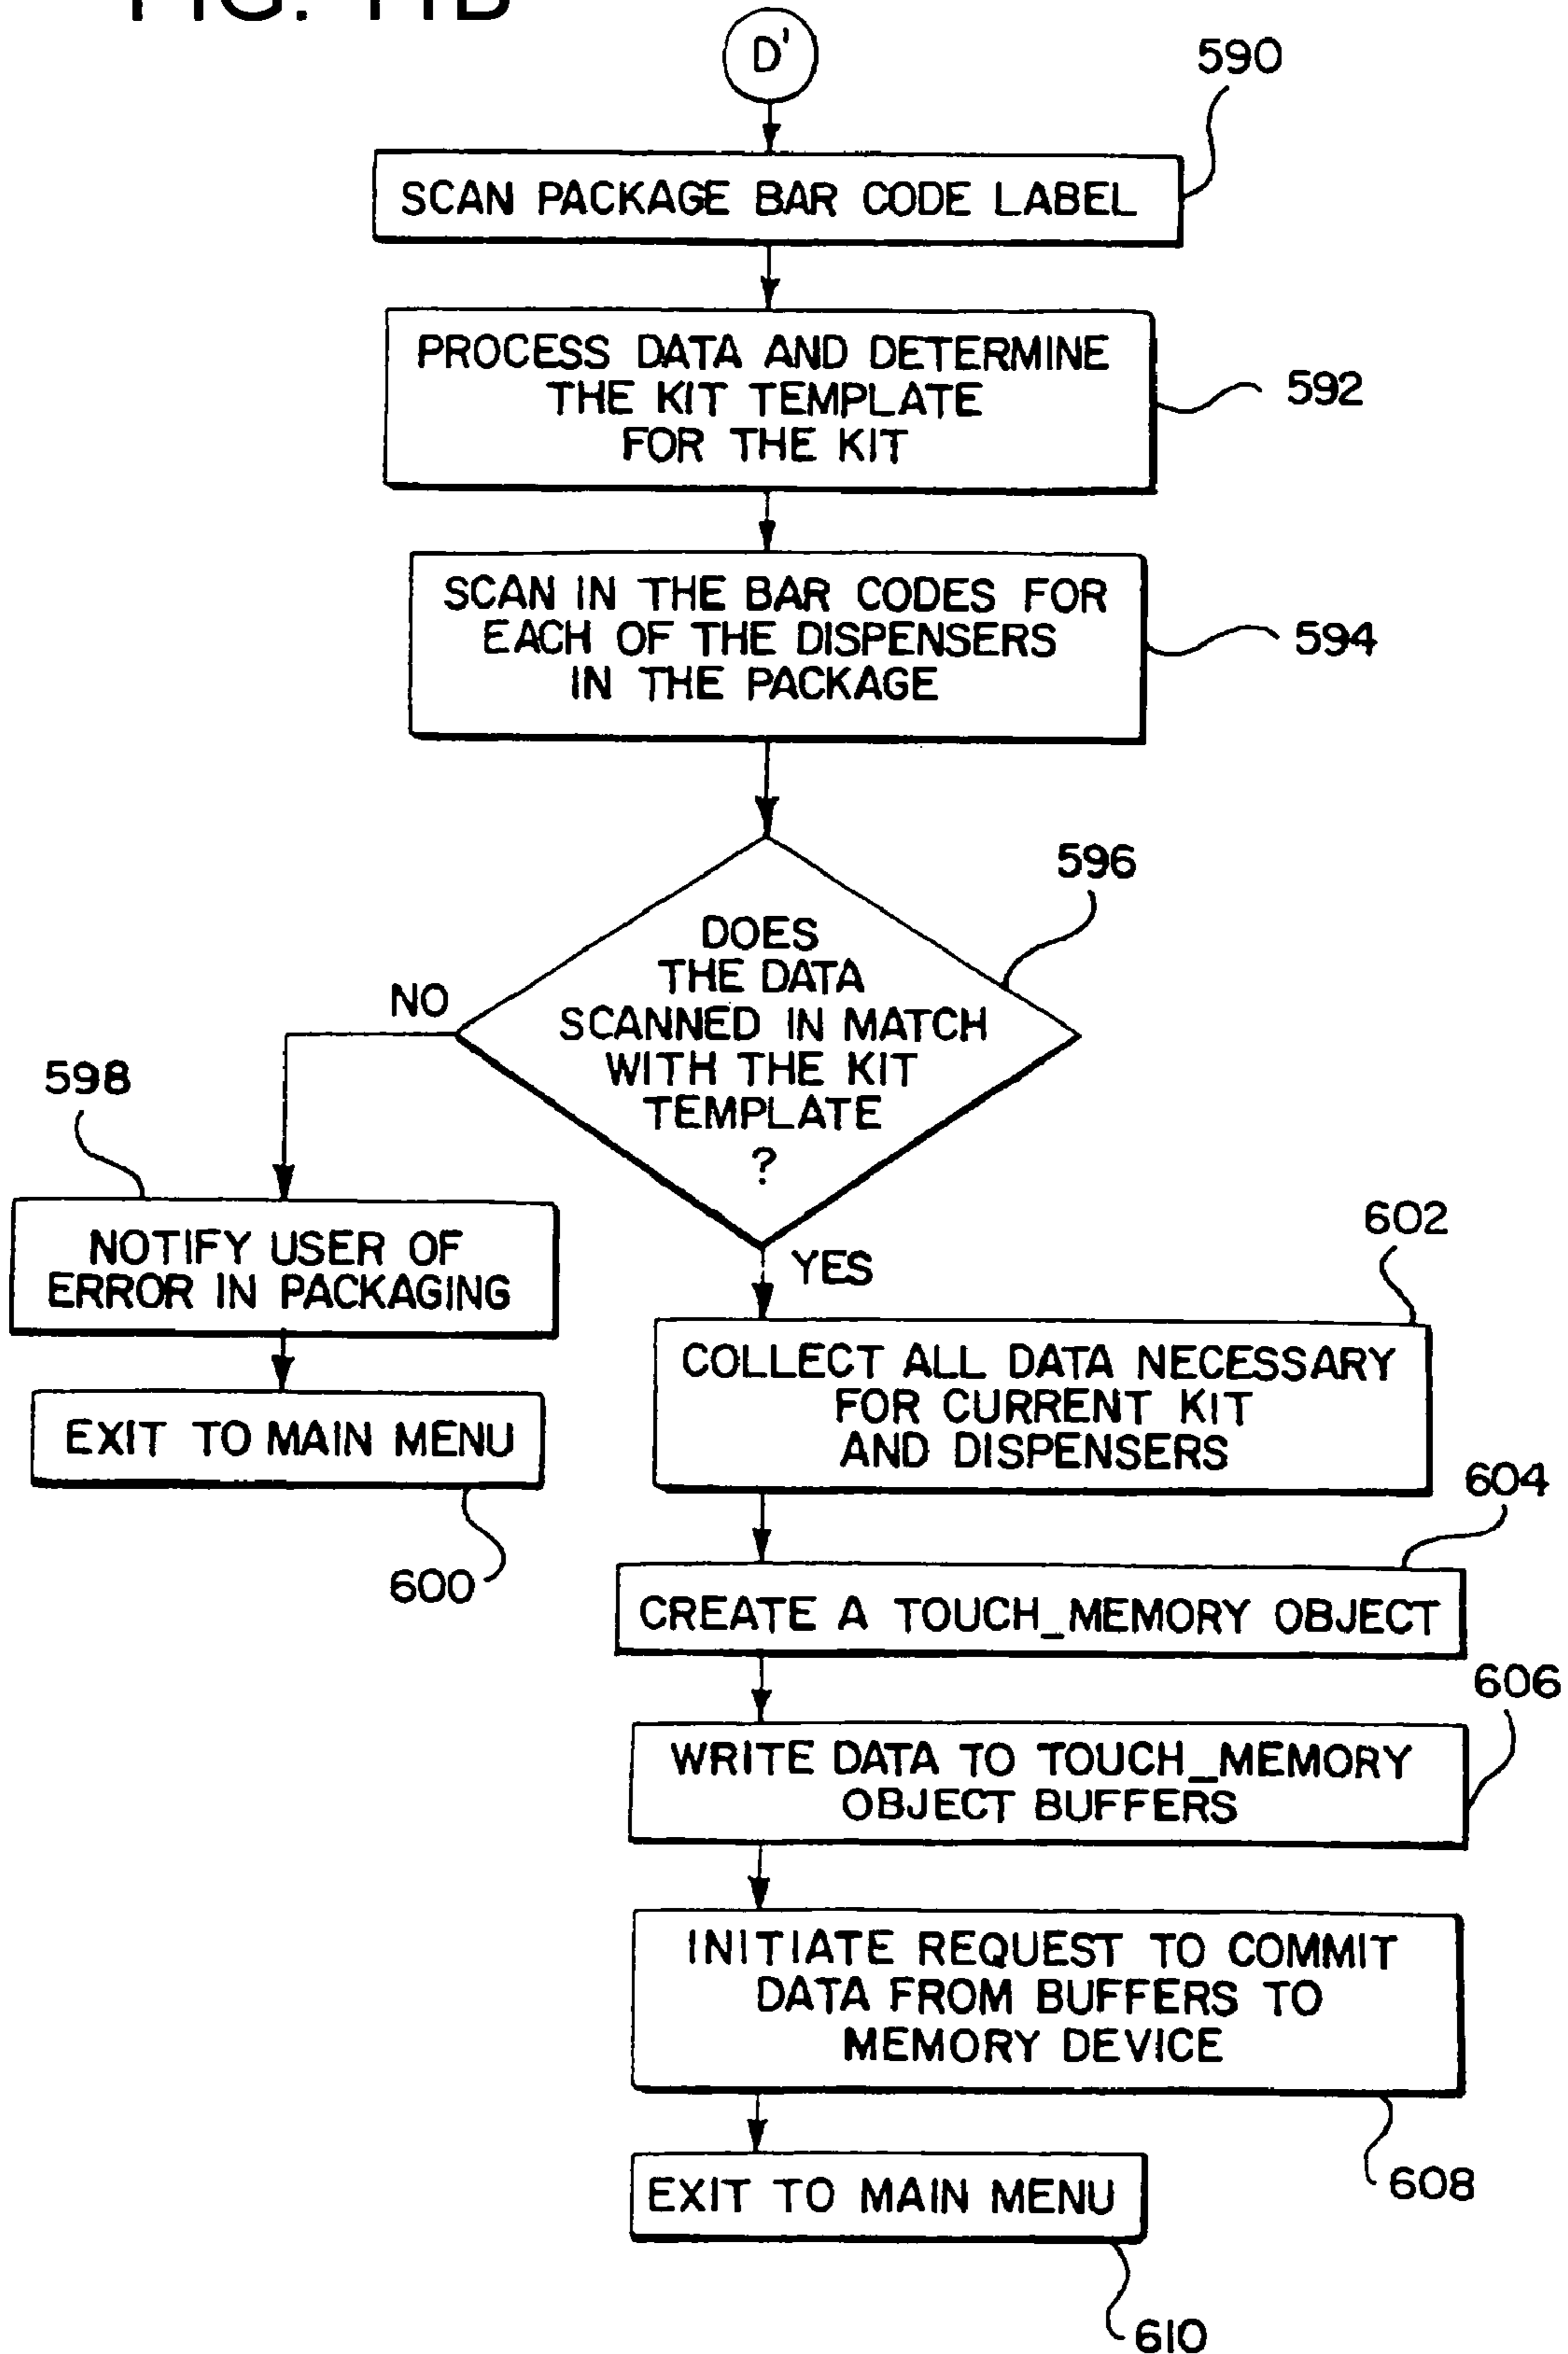 FIG. 11B
D'
590
SCAN PACKAGE BAR CODE LABEL
PROCESS DATA AND DETERMINE
THE KIT TEMPLATE
FOR THE KIT
592
SCAN IN THE BAR CODES FOR
EACH OF THE DISPENSERS
IN THE PACKAGE
594
596
DOES
THE DATA
SCANNED IN MATCH
WITH THE KIT
TEMPLATE
?
NO
598
NOTIFY USER OF
ERROR IN PACKAGING
EXIT TO MAIN MENU
600
YES
602
COLLECT ALL DATA NECESSARY
FOR CURRENT KIT
AND DISPENSERS
604
CREATE A TOUCH_MEMORY OBJECT
606
WRITE DATA TO TOUCH_MEMORY
OBJECT BUFFERS
INITIATE REQUEST TO COMMIT
DATA FROM BUFFERS TO
MEMORY DEVICE
608
EXIT TO MAIN MENU
610